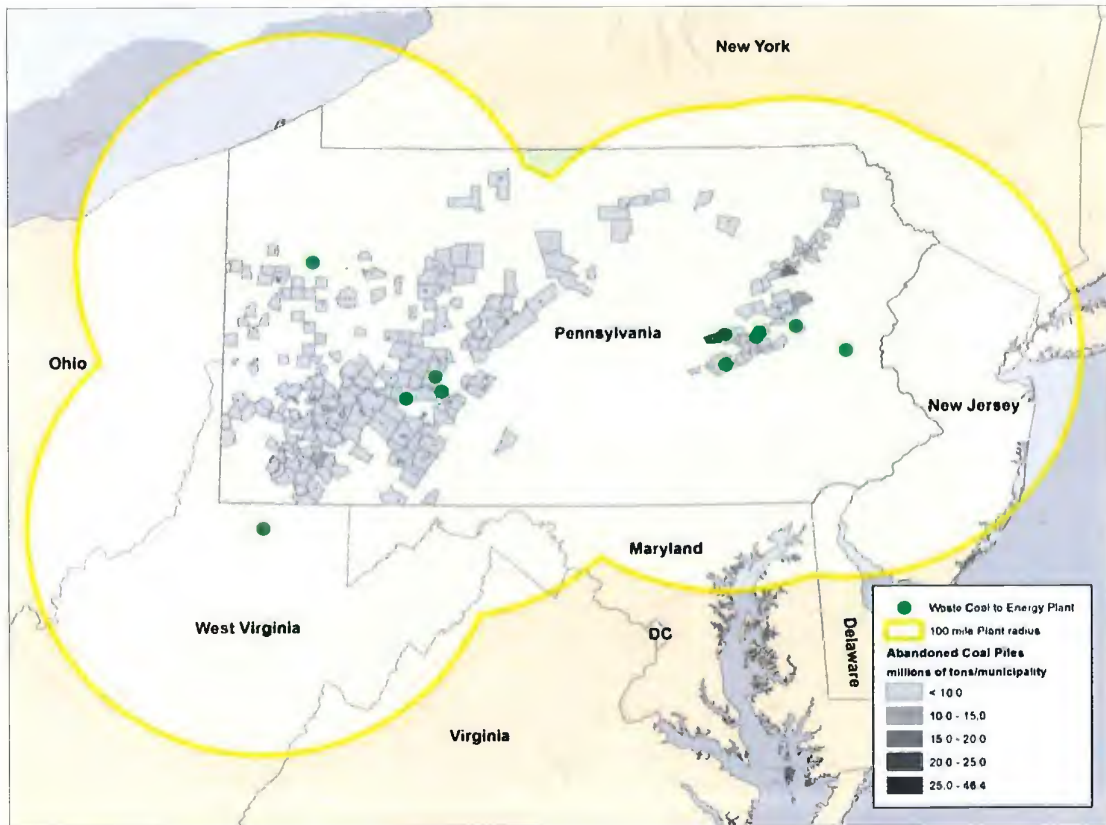 New York
Pennsylvania
Ohio
New Jersey
Maryland
West Virginia
DC
Delaware
Virginia
Waste Coal to Energy Plant
100 mile Plant radius
Abandoned Coal Piles
millions of tons/municipality
< 10.0
10.0 - 15.0
15.0 - 20.0
20.0 - 25.0
25.0 - 46.4